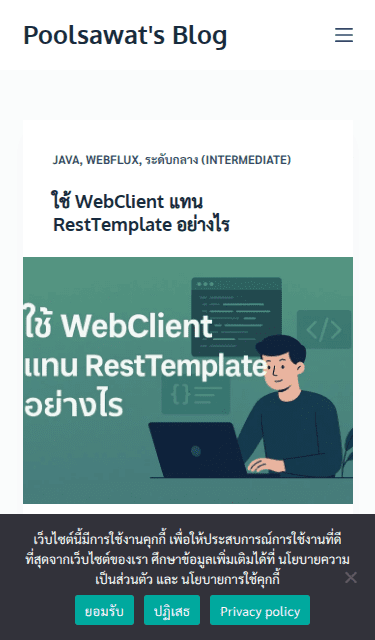 Poolsawat's Blog
JAVA, WEBFLUX, ระดับกลาง (INTERMEDIATE)
ใช้ WebClient แทน
RestTemplate อย่างไร
</>
ใช้ WebClient
แทน RestTemplate
อย่างไร
{}
เว็บไซต์นี้มีการใช้งานคุกกี้ เพื่อให้ประสบการณ์การใช้งานที่ดี
ที่สุดจากเว็บไซต์ของเรา ศึกษาข้อมูลเพิ่มเติมได้ที่ นโยบายความ
เป็นส่วนตัว และ นโยบายการใช้คุกกี้
ยอมรับ
ปฏิเสธ
Privacy policy